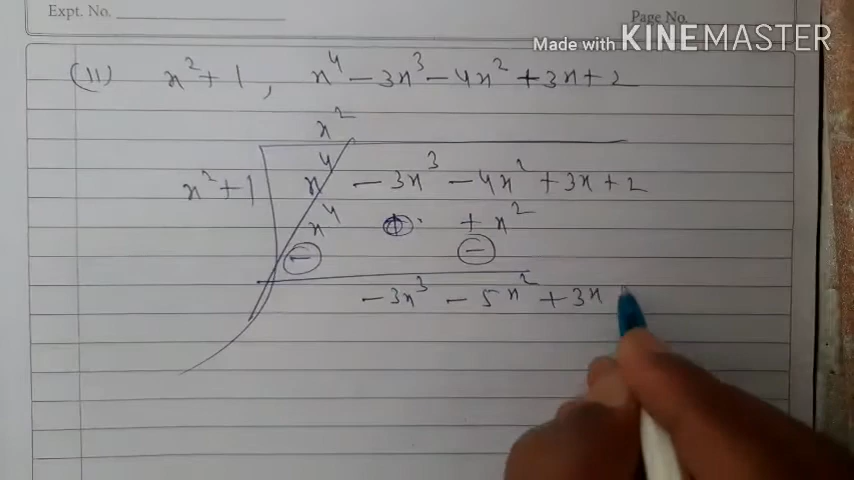 Expt. No.
Page No.
Made with KINEMASTER
(11) x² + 1, x⁴ - 3x³ - 4x² + 3x + 2
x²
x² + 1 x⁴ - 3x³ - 4x² + 3x + 2
x⁴ + x²
- -
- 3x³ - 5x² + 3x